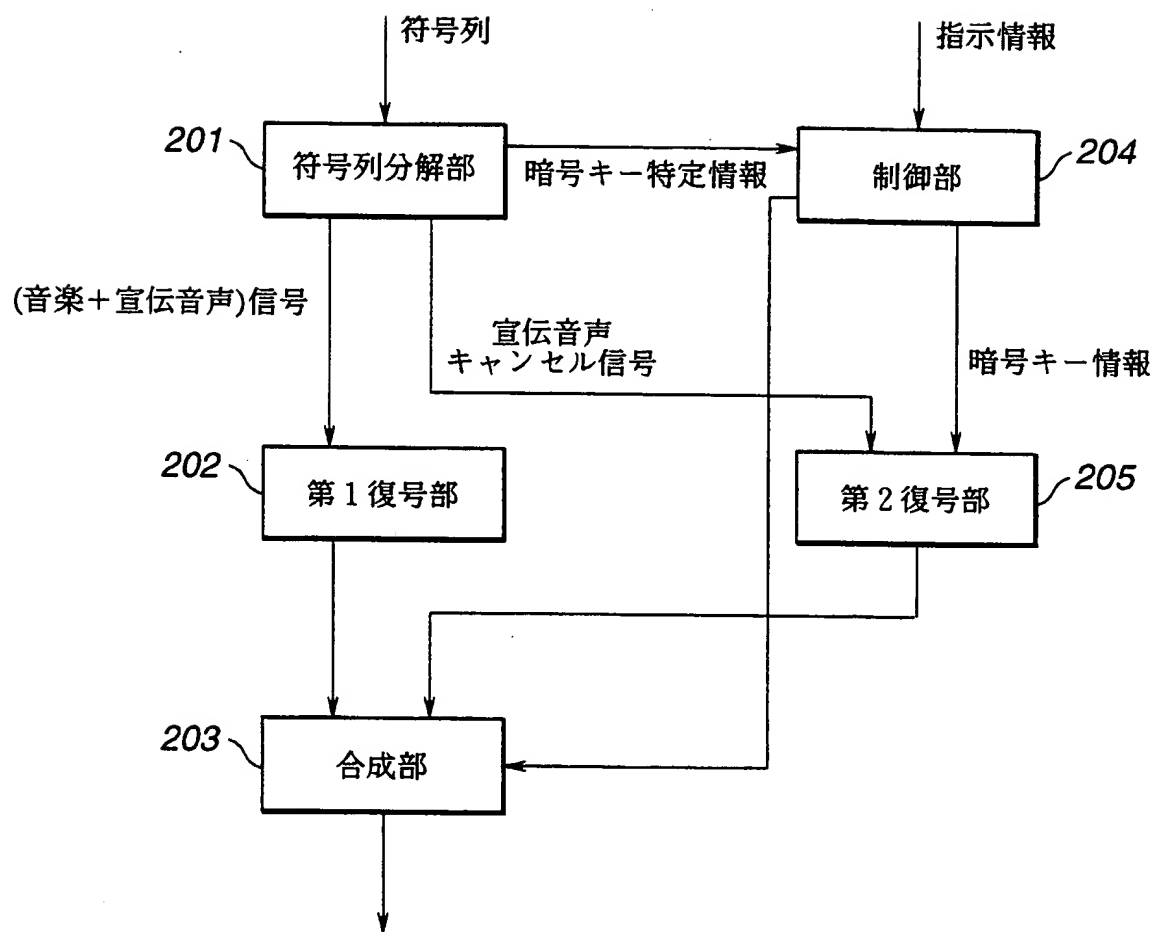 符号列
指示情報
201
符号列分解部
暗号キー特定情報
制御部
204
(音楽＋宣伝音声)信号
宣伝音声
キャンセル信号
暗号キー情報
202
第1復号部
第2復号部
205
203
合成部